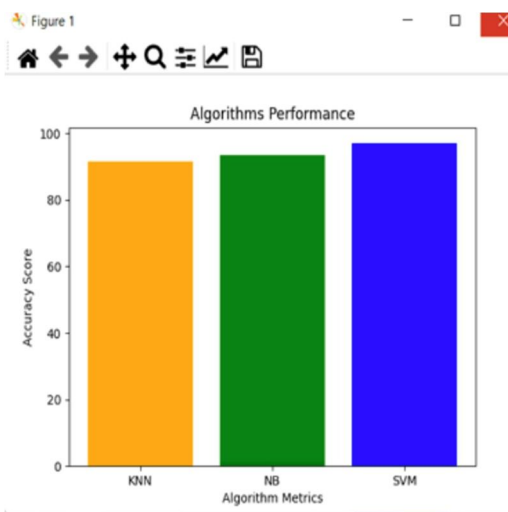 Figure 1
Algorithms Performance
100
80
60
40
20
0
Accuracy Score
KNN NB SVM
Algorithm Metrics